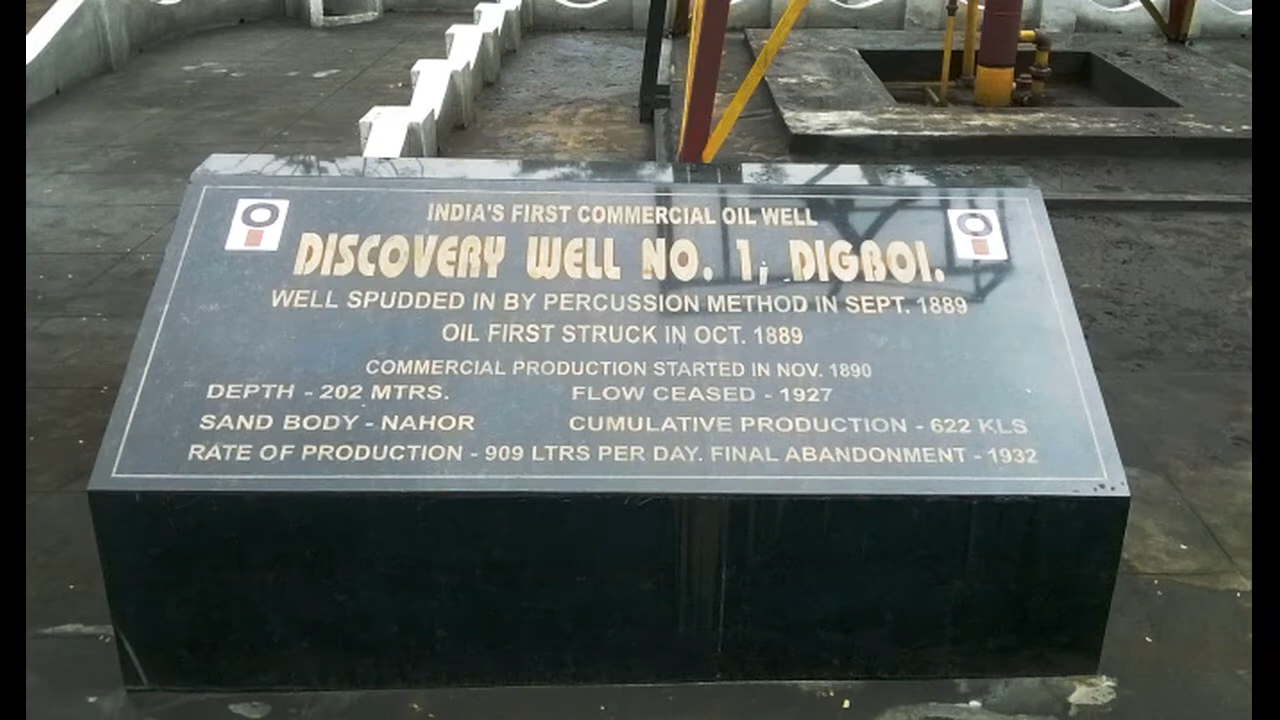 INDIA'S FIRST COMMERCIAL OIL WELL
DISCOVERY WELL NO. 1, DIGBOI.
WELL SPUDDED IN BY PERCUSSION METHOD IN SEPT. 1889
OIL FIRST STRUCK IN OCT. 1889
COMMERCIAL PRODUCTION STARTED IN NOV. 1890
DEPTH - 202 MTRS. FLOW CEASED - 1927
SAND BODY - NAHOR CUMULATIVE PRODUCTION - 622 KLS
RATE OF PRODUCTION - 909 LTRS PER DAY. FINAL ABANDONMENT - 1932